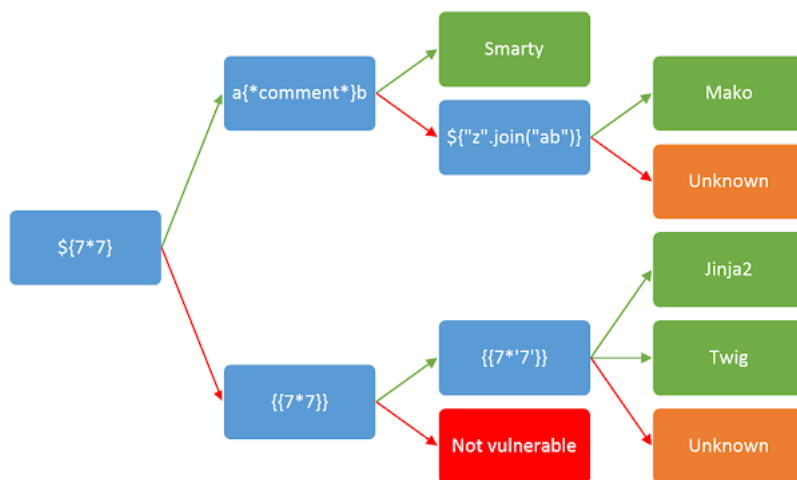 Smarty
a{*comment*}b
Mako
${"z".join("ab")}
Unknown
${7*7}
Jinja2
{{7*'7'}}
Twig
{{7*7}}
Not vulnerable
Unknown